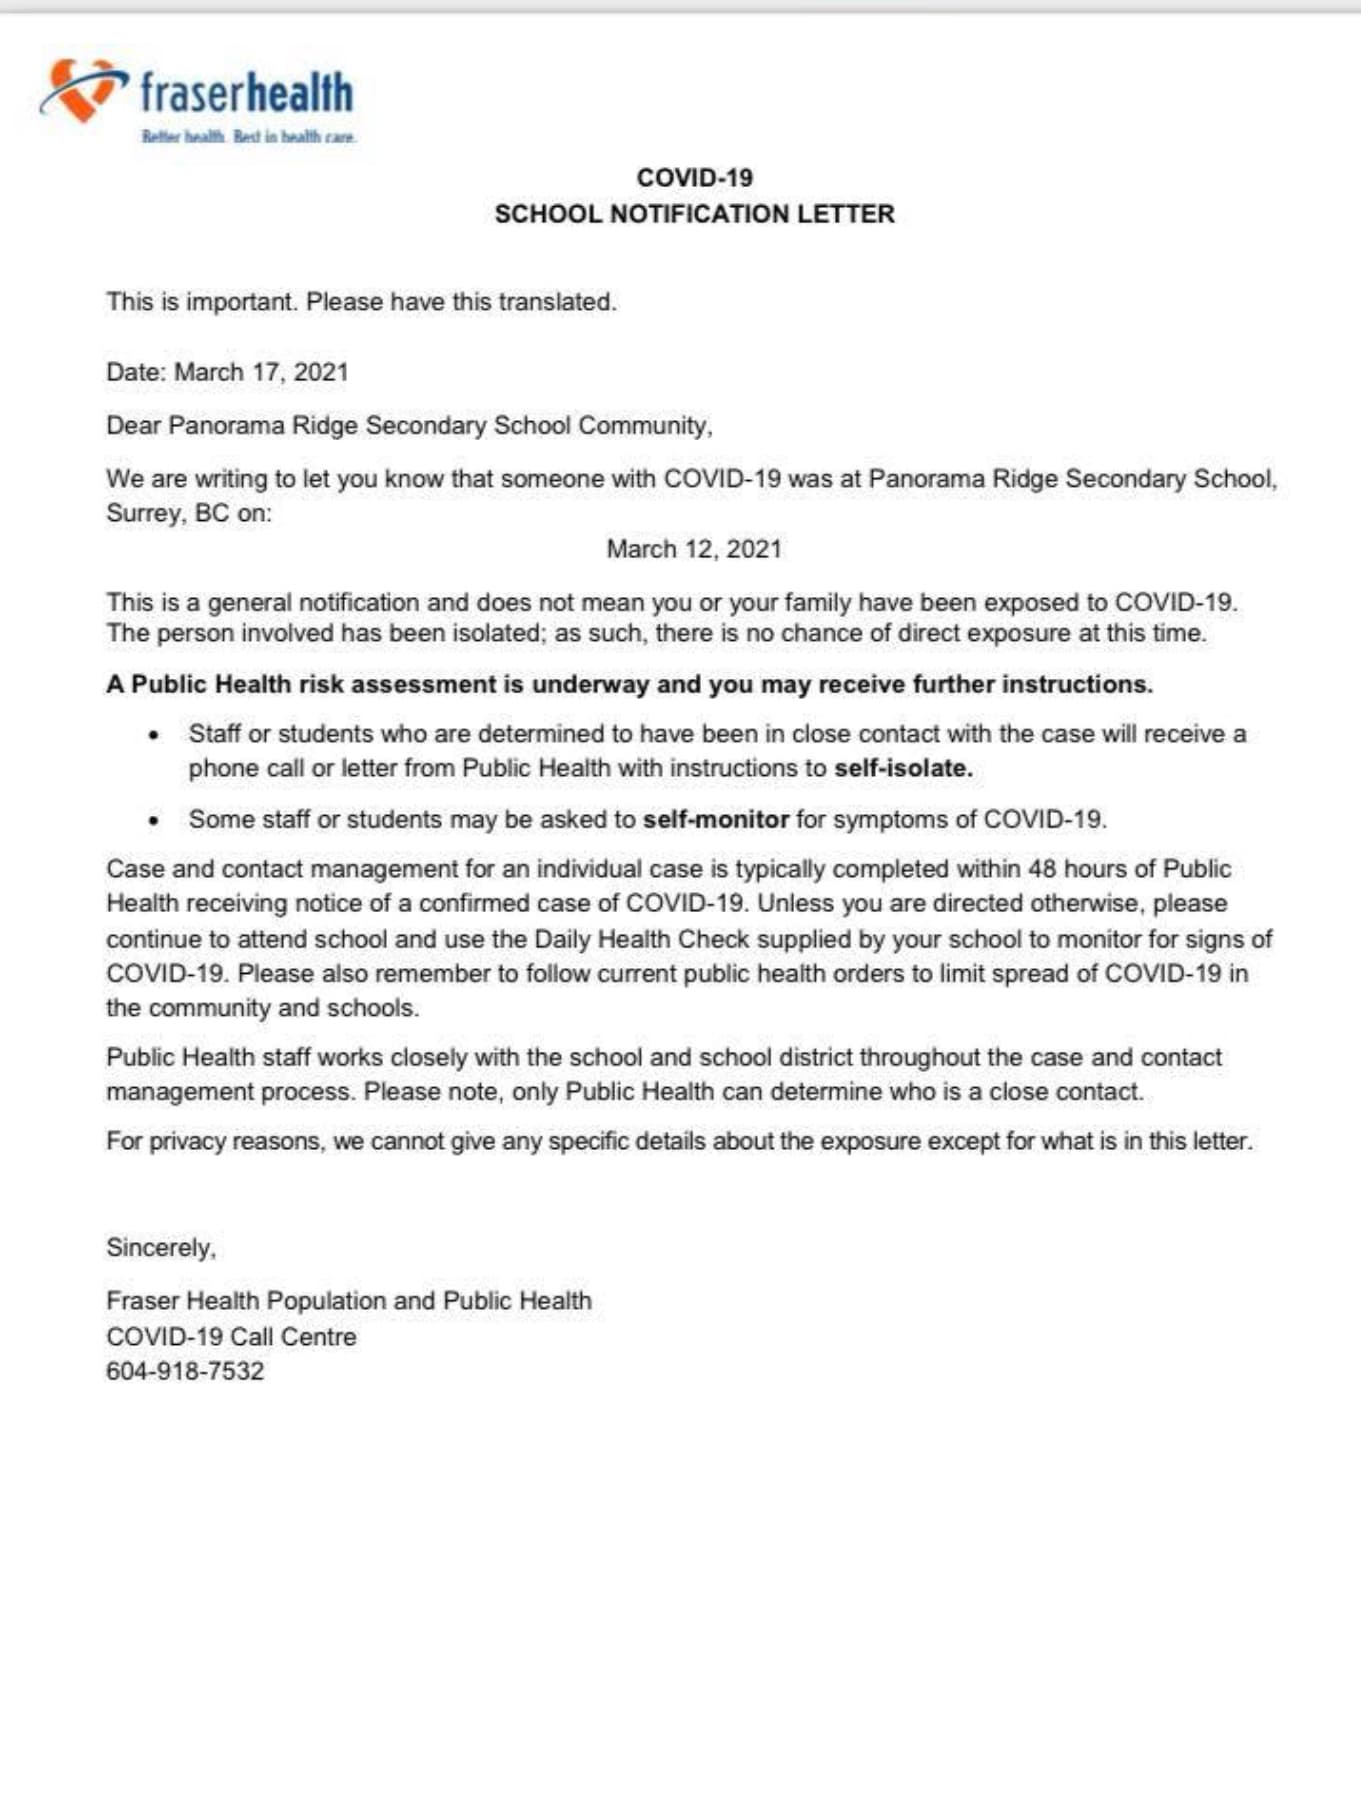 fraserhealth
Better health. Best in health care.
COVID-19
SCHOOL NOTIFICATION LETTER
This is important. Please have this translated.
Date: March 17, 2021
Dear Panorama Ridge Secondary School Community,
We are writing to let you know that someone with COVID-19 was at Panorama Ridge Secondary School,
Surrey, BC on:
March 12, 2021
This is a general notification and does not mean you or your family have been exposed to COVID-19.
The person involved has been isolated; as such, there is no chance of direct exposure at this time.
A Public Health risk assessment is underway and you may receive further instructions.
• Staff or students who are determined to have been in close contact with the case will receive a
phone call or letter from Public Health with instructions to self-isolate.
• Some staff or students may be asked to self-monitor for symptoms of COVID-19.
Case and contact management for an individual case is typically completed within 48 hours of Public
Health receiving notice of a confirmed case of COVID-19. Unless you are directed otherwise, please
continue to attend school and use the Daily Health Check supplied by your school to monitor for signs of
COVID-19. Please also remember to follow current public health orders to limit spread of COVID-19 in
the community and schools.
Public Health staff works closely with the school and school district throughout the case and contact
management process. Please note, only Public Health can determine who is a close contact.
For privacy reasons, we cannot give any specific details about the exposure except for what is in this letter.
Sincerely,
Fraser Health Population and Public Health
COVID-19 Call Centre
604-918-7532